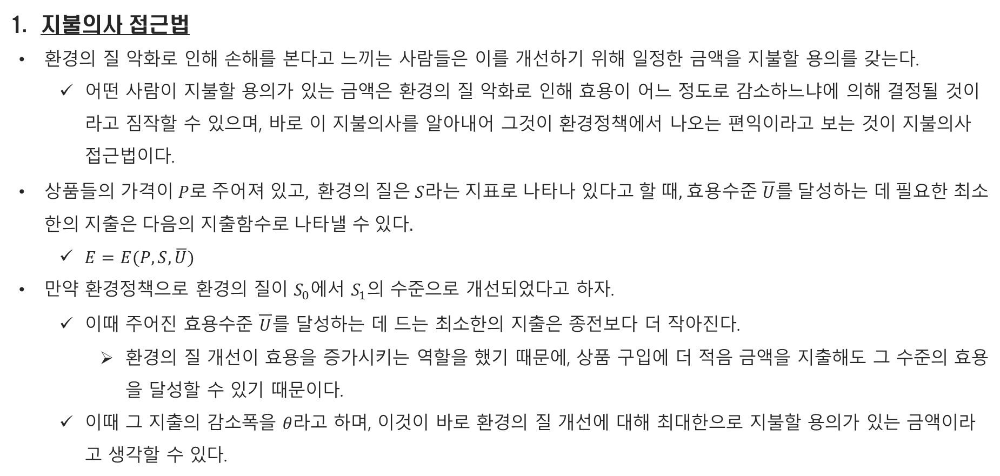 1. 지불의사 접근법
• 환경의 질 악화로 인해 손해를 본다고 느끼는 사람들은 이를 개선하기 위해 일정한 금액을 지불할 용의를 갖는다.
✓ 어떤 사람이 지불할 용의가 있는 금액은 환경의 질 악화로 인해 효용이 어느 정도로 감소하느냐에 의해 결정될 것이
라고 짐작할 수 있으며, 바로 이 지불의사를 알아내어 그것이 환경정책에서 나오는 편익이라고 보는 것이 지불의사
접근법이다.
• 상품들의 가격이 P로 주어져 있고, 환경의 질은 S라는 지표로 나타나 있다고 할 때, 효용수준 U̅를 달성하는 데 필요한 최소
한의 지출은 다음의 지출함수로 나타낼 수 있다.
✓ E = E(P, S, U̅)
• 만약 환경정책으로 환경의 질이 S₀에서 S₁의 수준으로 개선되었다고 하자.
✓ 이때 주어진 효용수준 U̅를 달성하는 데 드는 최소한의 지출은 종전보다 더 작아진다.
➢ 환경의 질 개선이 효용을 증가시키는 역할을 했기 때문에, 상품 구입에 더 적음 금액을 지출해도 그 수준의 효용
을 달성할 수 있기 때문이다.
✓ 이때 그 지출의 감소폭을 θ라고 하며, 이것이 바로 환경의 질 개선에 대해 최대한으로 지불할 용의가 있는 금액이라
고 생각할 수 있다.